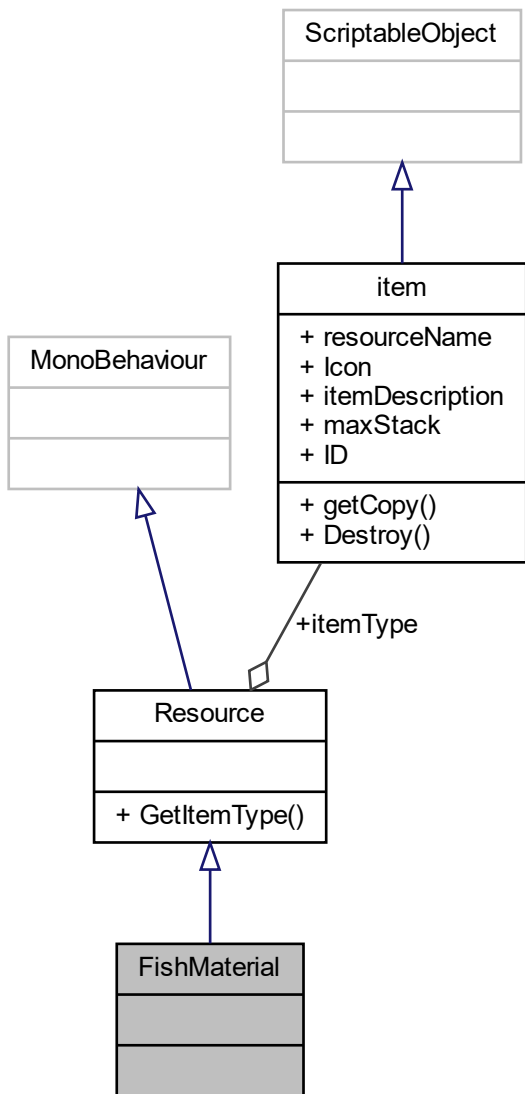 ScriptableObject
item
+ resourceName
+ Icon
+ itemDescription
+ maxStack
+ ID
+ getCopy()
+ Destroy()
MonoBehaviour
+itemType
Resource
+ GetItemType()
FishMaterial